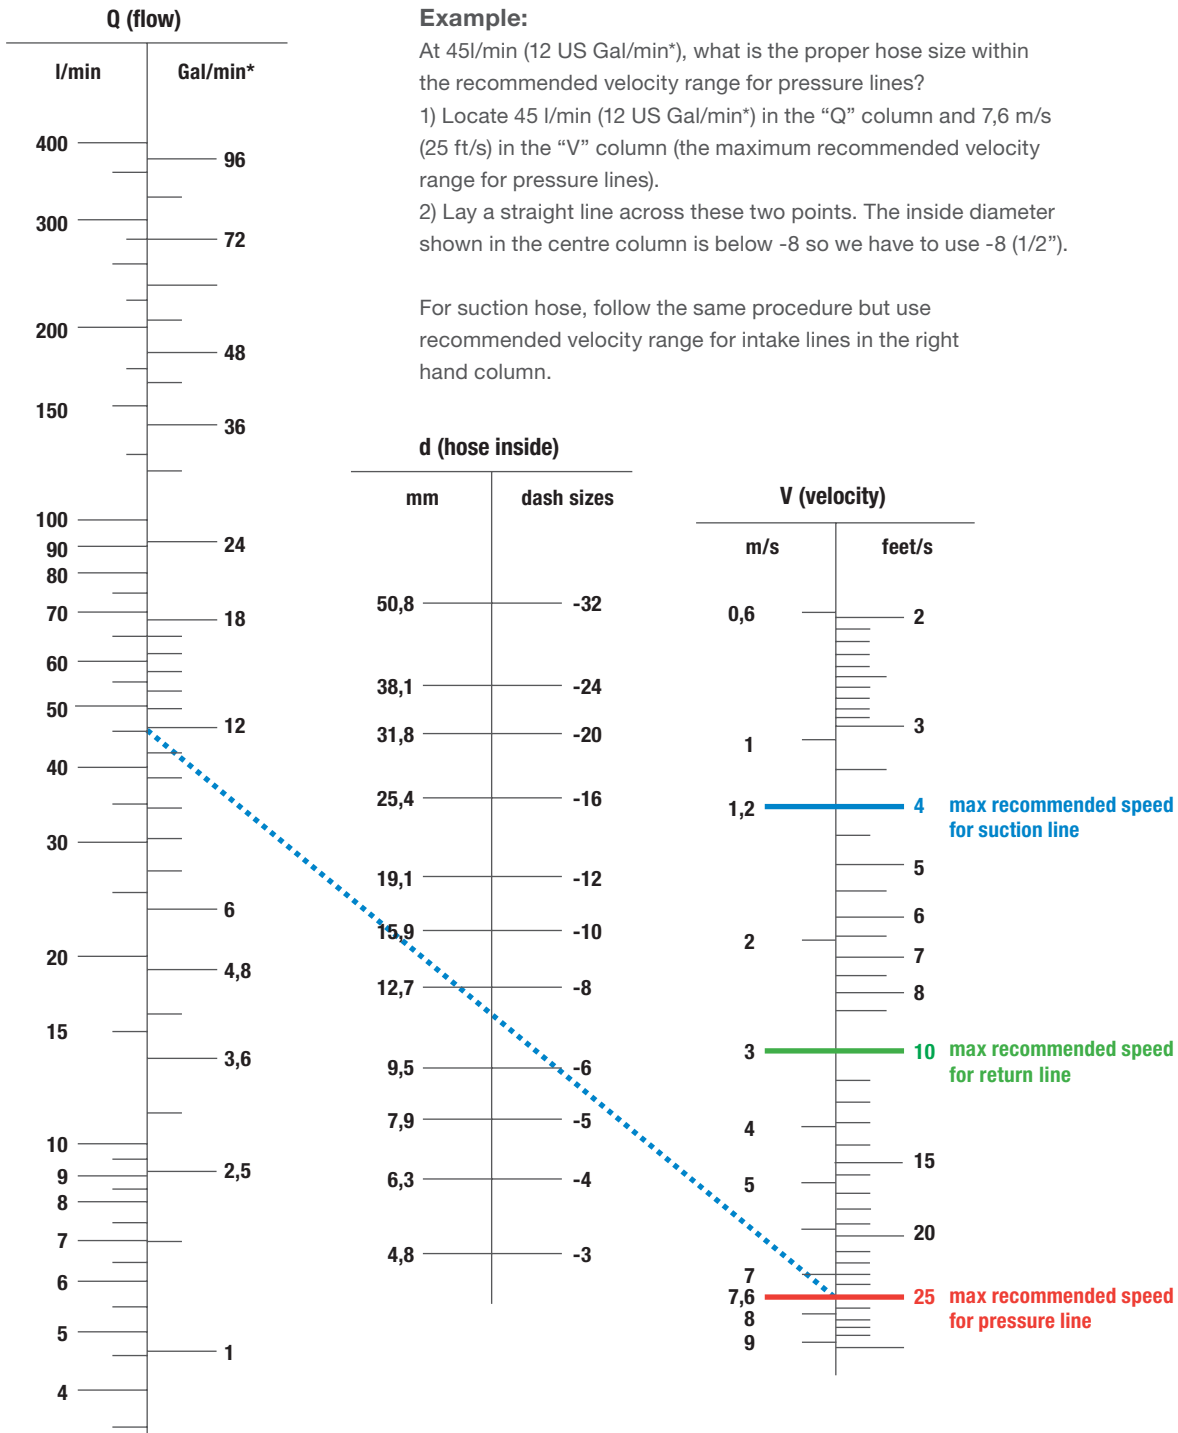 Q (flow)
l/min Gal/min*
400
96
300
72
200
48
150
36
100
24
90
80
70
18
60
50
12
40
30
6
20
4,8
15
3,6
10
2,5
9
8
7
6
5
1
4
Example:
At 45l/min (12 US Gal/min*), what is the proper hose size within
the recommended velocity range for pressure lines?
1) Locate 45 l/min (12 US Gal/min*) in the “Q” column and 7,6 m/s
(25 ft/s) in the “V” column (the maximum recommended velocity
range for pressure lines).
2) Lay a straight line across these two points. The inside diameter
shown in the centre column is below -8 so we have to use -8 (1/2”).
For suction hose, follow the same procedure but use
recommended velocity range for intake lines in the right
hand column.
d (hose inside)
mm dash sizes
50,8 -32
38,1 -24
31,8 -20
25,4 -16
19,1 -12
15,9 -10
12,7 -8
9,5 -6
7,9 -5
6,3 -4
4,8 -3
V (velocity)
m/s feet/s
0,6 2
3
1
1,2 4 max recommended speed
for suction line
5
6
2
7
8
3 10 max recommended speed
for return line
4
15
5
20
7
7,6 25 max recommended speed
for pressure line
8
9